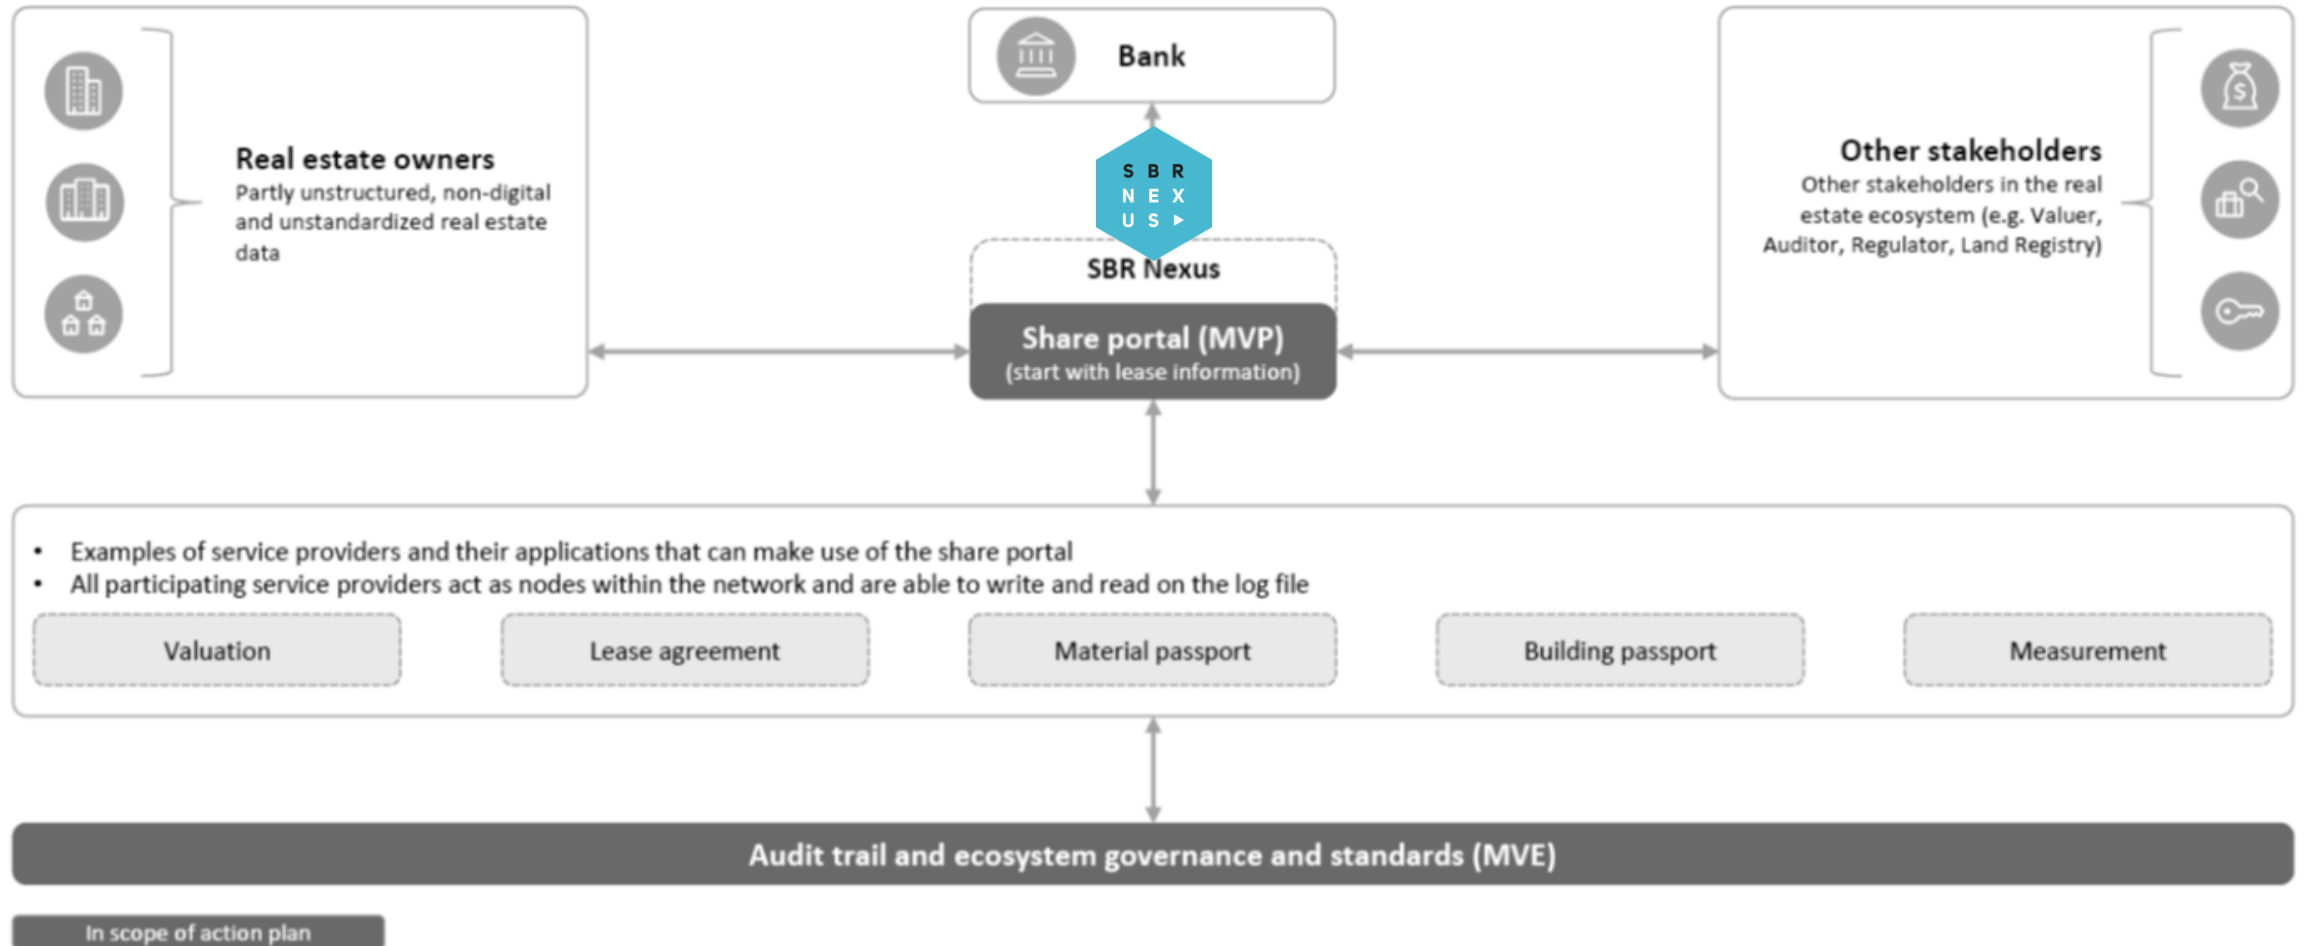 Real estate owners
Partly unstructured, non-digital
and unstandardized real estate
data
Bank
S B R
N E X
U S
SBR Nexus
Share portal (MVP)
(start with lease information)
Other stakeholders
Other stakeholders in the real
estate ecosystem (e.g. Valuer,
Auditor, Regulator, Land Registry)
• Examples of service providers and their applications that can make use of the share portal
• All participating service providers act as nodes within the network and are able to write and read on the log file
Valuation
Lease agreement
Material passport
Building passport
Measurement
Audit trail and ecosystem governance and standards (MVE)
In scope of action plan